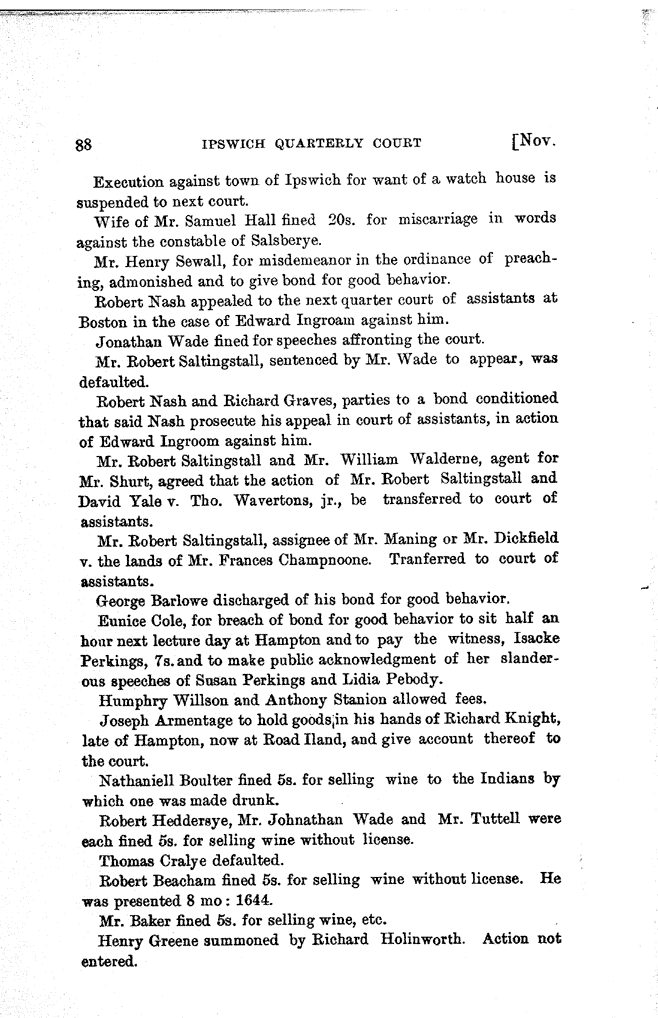 88 IPSWICH QUARTERLY COURT [Nov.
Execution against town of Ipswich for want of a watch house is
suspended to next court.
Wife of Mr. Samuel Hall fined 20s. for miscarriage in words
against the constable of Salsberye.
Mr. Henry Sewall, for misdemeanor in the ordinance of preach-
ing, admonished and to give bond for good behavior.
Robert Nash appealed to the next quarter court of assistants at
Boston in the case of Edward Ingroam against him.
Jonathan Wade fined for speeches affronting the court.
Mr. Robert Saltingstall, sentenced by Mr. Wade to appear, was
defaulted.
Robert Nash and Richard Graves, parties to a bond conditioned
that said Nash prosecute his appeal in court of assistants, in action
of Edward Ingroom against him.
Mr. Robert Saltingstall and Mr. William Walderne, agent for
Mr. Shurt, agreed that the action of Mr. Robert Saltingstall and
David Yale v. Tho. Wavertons, jr., be transferred to court of
assistants.
Mr. Robert Saltingstall, assignee of Mr. Maning or Mr. Dickfield
v. the lands of Mr. Frances Champnoone. Tranferred to court of
assistants.
George Barlowe discharged of his bond for good behavior.
Eunice Cole, for breach of bond for good behavior to sit half an
hour next lecture day at Hampton and to pay the witness, Isacke
Perkings, 7s. and to make public acknowledgment of her slander-
ous speeches of Susan Perkings and Lidia Pebody.
Humphry Willson and Anthony Stanion allowed fees.
Joseph Armentage to hold goods in his hands of Richard Knight,
late of Hampton, now at Road Iland, and give account thereof to
the court.
Nathaniell Boulter fined 5s. for selling wine to the Indians by
which one was made drunk.
Robert Heddersye, Mr. Johnathan Wade and Mr. Tuttell were
each fined 5s. for selling wine without license.
Thomas Cralye defaulted.
Robert Beacham fined 5s. for selling wine without license. He
was presented 8 mo : 1644.
Mr. Baker fined 5s. for selling wine, etc.
Henry Greene summoned by Richard Holinworth. Action not
entered.